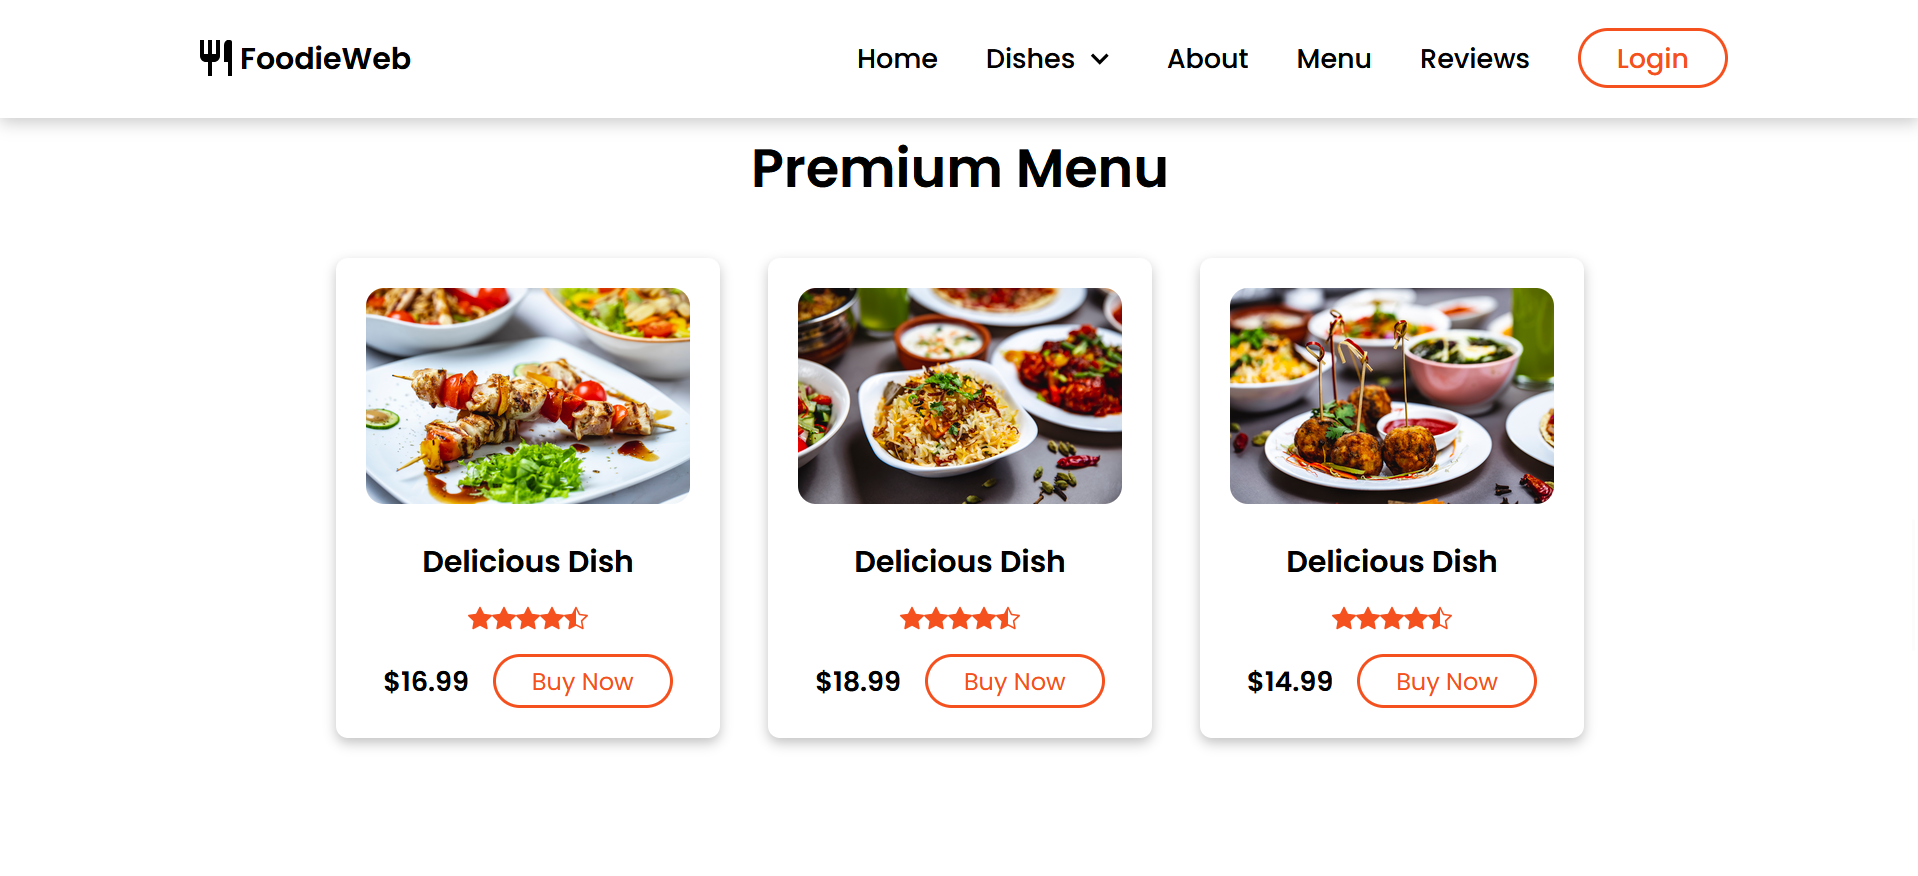 FoodieWeb
Home Dishes About Menu Reviews Login
Premium Menu
Delicious Dish
$16.99 Buy Now
Delicious Dish
$18.99 Buy Now
Delicious Dish
$14.99 Buy Now